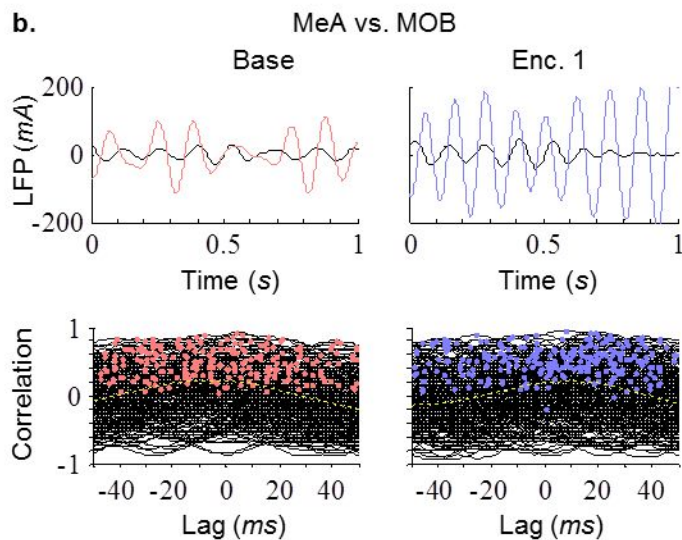 b. MeA vs. MOB
Base Enc. 1
LFP (mA)
200
0
-200
0 0.5 1
0 0.5 1
Time (s) Time (s)
Correlation
1
0
-1
-40 -20 0 20 40
-40 -20 0 20 40
Lag (ms) Lag (ms)